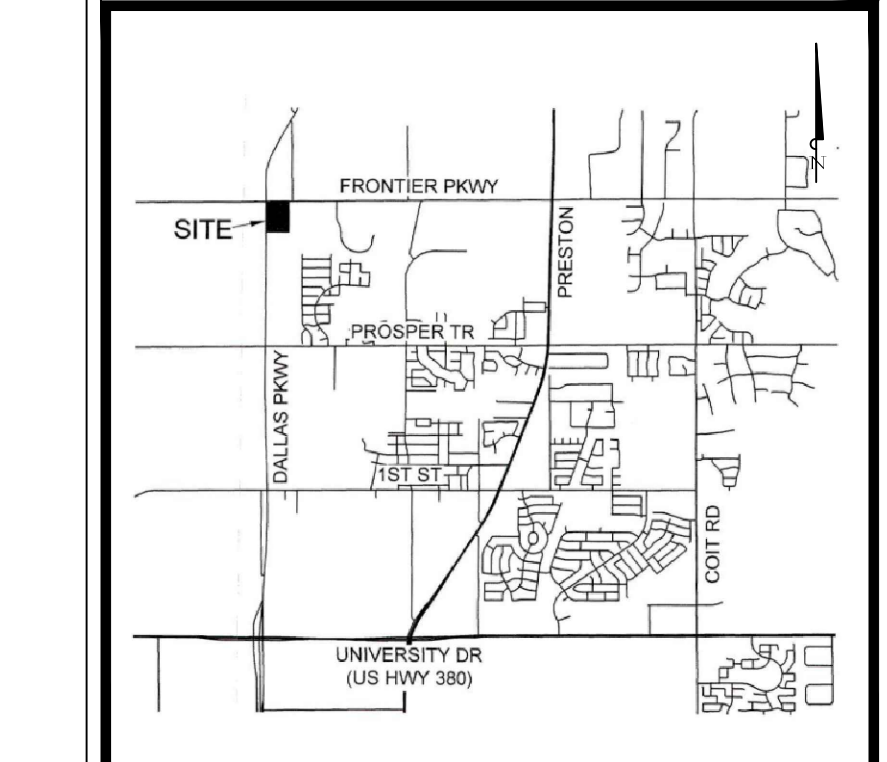 N
FRONTIER PKWY
SITE
PRESTON
PROSPER TR
DALLAS PKWY
1ST ST
COIT RD
UNIVERSITY DR
(US HWY 380)